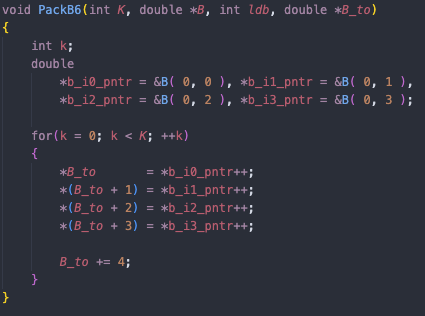 void PackB6(int K, double *B, int ldb, double *B_to)
{
    int k;
    double
        *b_i0_pntr = &B( 0, 0 ), *b_i1_pntr = &B( 0, 1 ),
        *b_i2_pntr = &B( 0, 2 ), *b_i3_pntr = &B( 0, 3 );

    for(k = 0; k < K; ++k)
    {
        *B_to       = *b_i0_pntr++;
        *(B_to + 1) = *b_i1_pntr++;
        *(B_to + 2) = *b_i2_pntr++;
        *(B_to + 3) = *b_i3_pntr++;

        B_to += 4;
    }
}